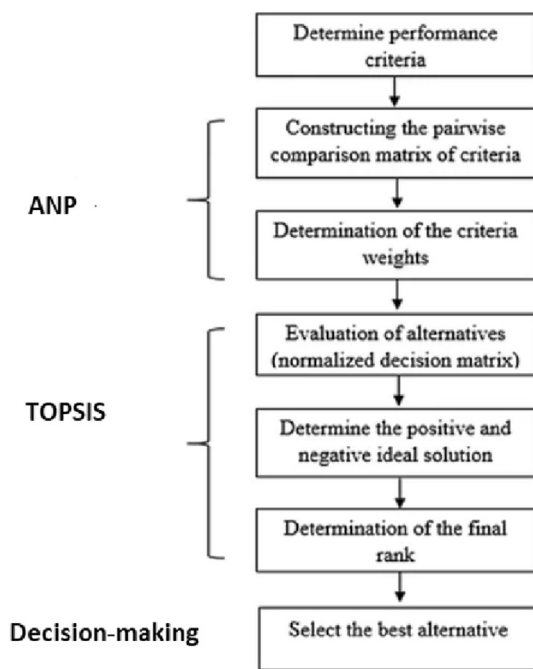 Determine performance
criteria
Constructing the pairwise
comparison matrix of criteria
ANP
Determination of the criteria
weights
Evaluation of alternatives
(normalized decision matrix)
TOPSIS
Determine the positive and
negative ideal solution
Determination of the final
rank
Decision-making
Select the best alternative